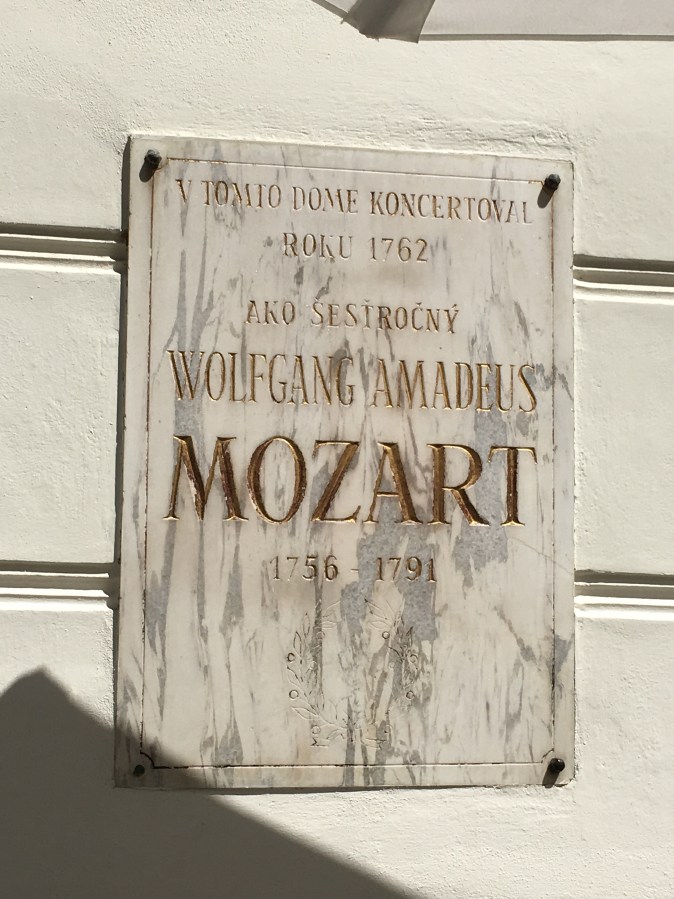 V TOMTO DOME KONCERTOVAL
ROKU 1762
AKO ŠESŤROČNÝ
WOLFGANG AMADEUS
MOZART
1756 - 1791